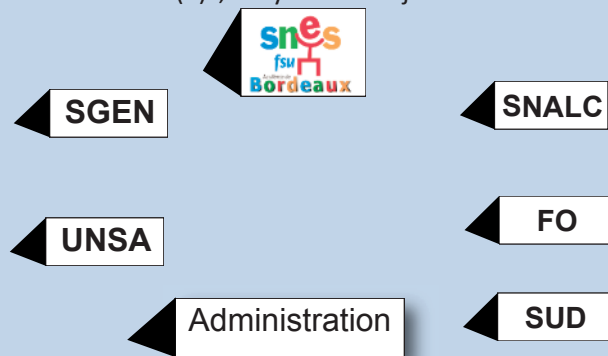 snes
fsu
Bordeaux
SGEN
SNALC
UNSA
FO
Administration
SUD